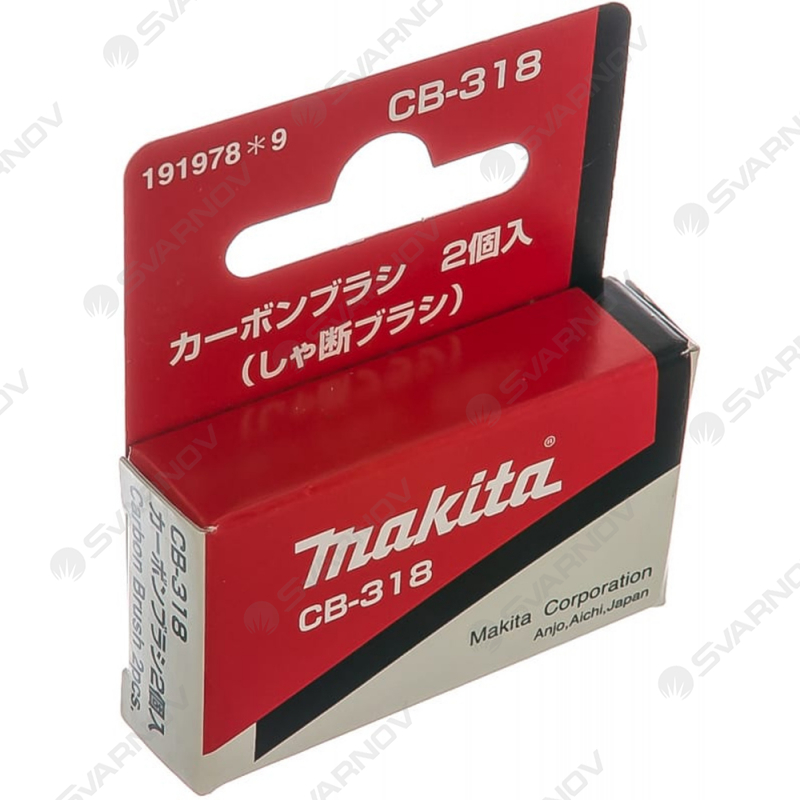 CB-318
191978＊9
カーボンブラシ 2個入
(しゃ断ブラシ)
makita®
CB-318
Makita Corporation
Anjo,Aichi,Japan
CB-318
カーボンブラシ2個入
Carbon Brush 2pcs.
SVARNOV